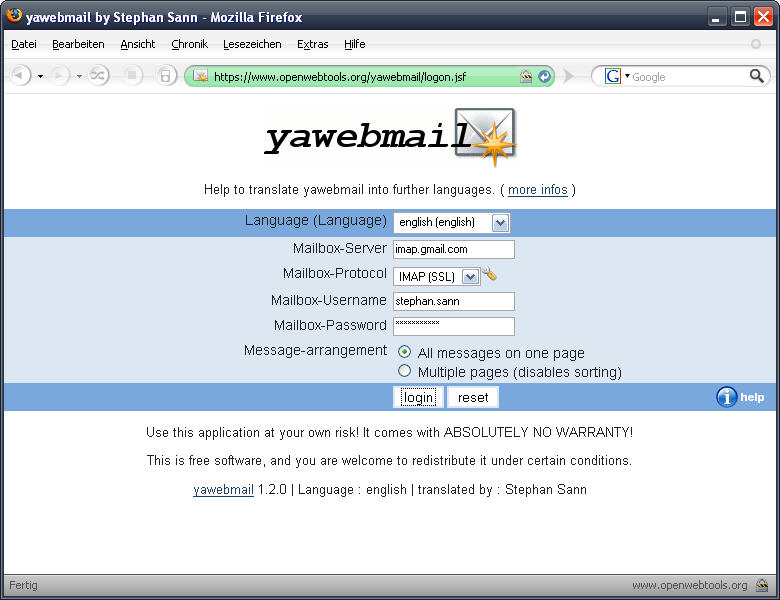 yawebmail by Stephan Sann - Mozilla Firefox
Datei Bearbeiten Ansicht Chronik Lesezeichen Extras Hilfe
https://www.openwebtools.org/yawebmail/logon.jsf G Google
yawebmail
Help to translate yawebmail into further languages. ( more infos )
Language (Language) english (english)
Mailbox-Server imap.gmail.com
Mailbox-Protocol IMAP (SSL)
Mailbox-Username stephan.sann
Mailbox-Password ***********
Message-arrangement All messages on one page
Multiple pages (disables sorting)
login reset i help
Use this application at your own risk! It comes with ABSOLUTELY NO WARRANTY!
This is free software, and you are welcome to redistribute it under certain conditions.
yawebmail 1.2.0 | Language : english | translated by : Stephan Sann
Fertig www.openwebtools.org